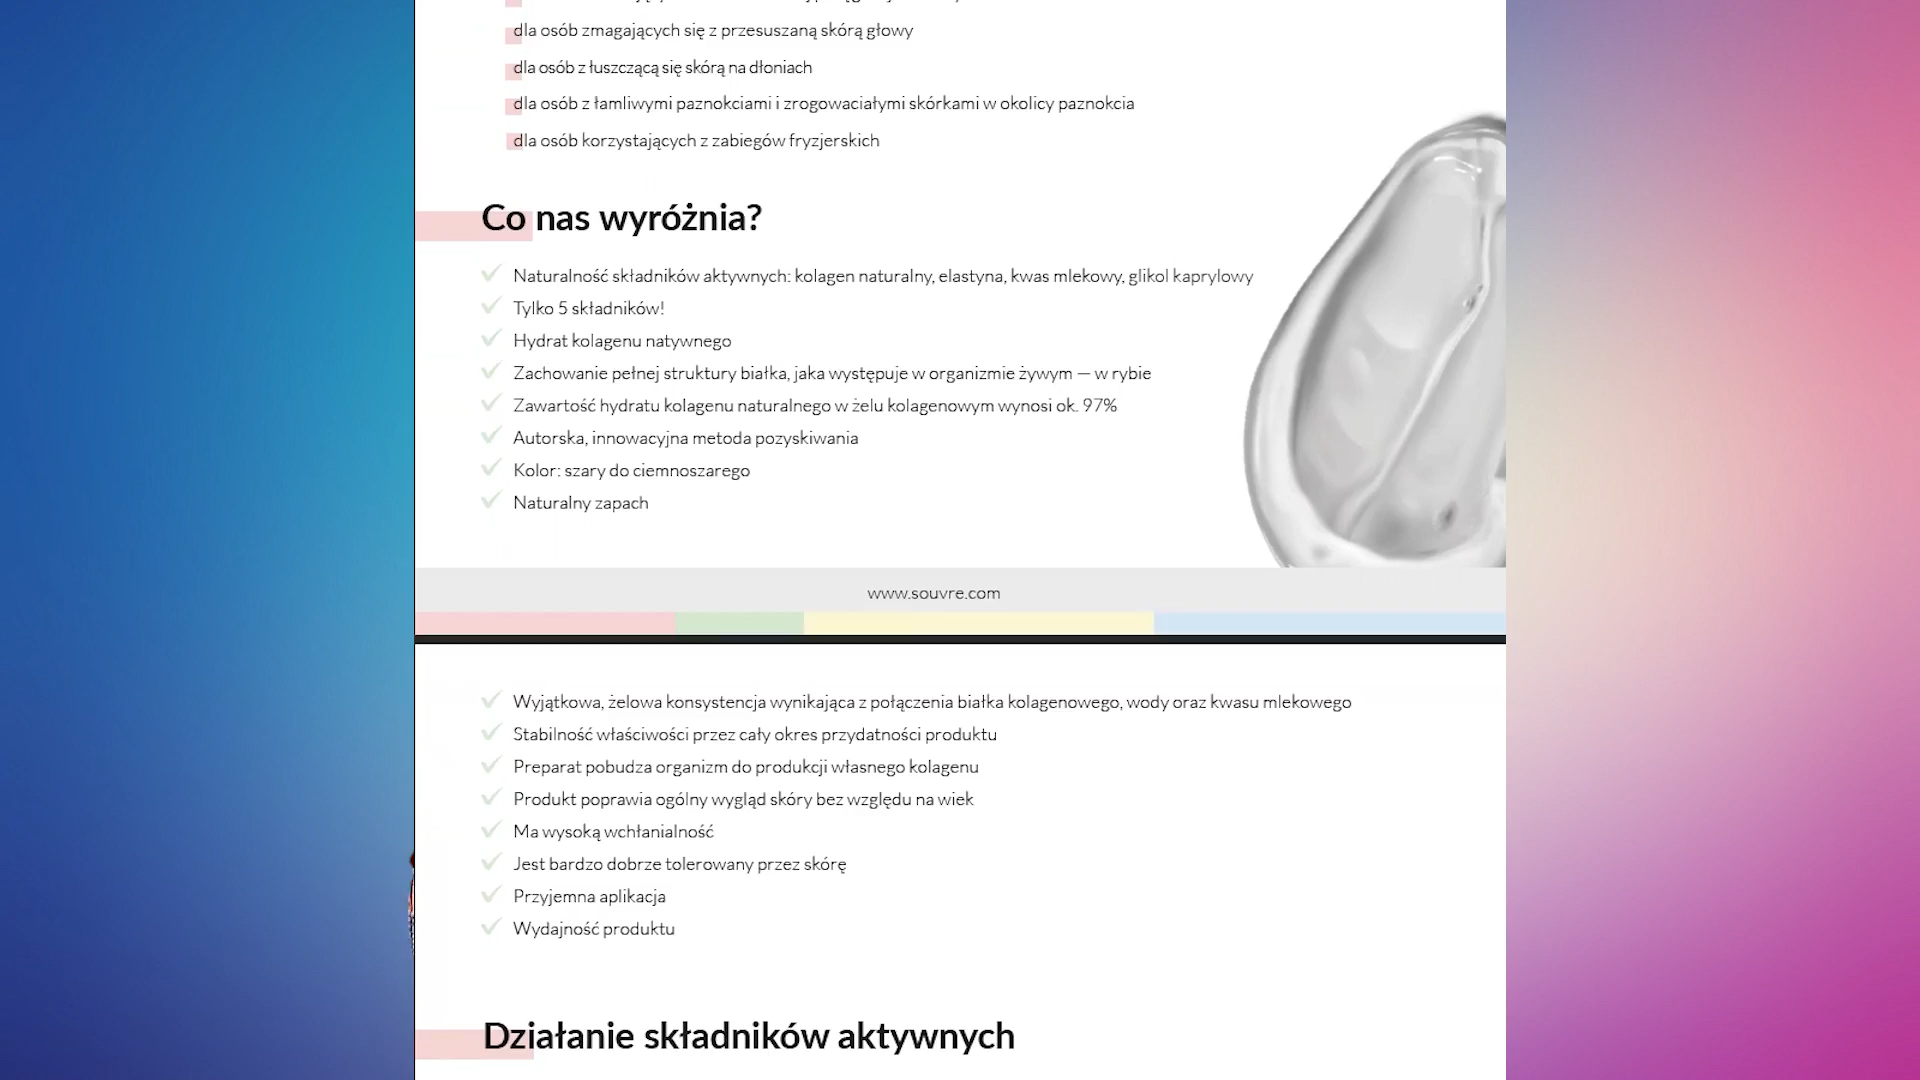 dla osób zmagających się z przesuszaną skórą głowy
dla osób z łuszczącą się skórą na dłoniach
dla osób z łamliwymi paznokciami i zrogowaciałymi skórkami w okolicy paznokcia
dla osób korzystających z zabiegów fryzjerskich
Co nas wyróżnia?
Naturalność składników aktywnych: kolagen naturalny, elastyna, kwas mlekowy, glikol kaprylowy
Tylko 5 składników!
Hydrat kolagenu natywnego
Zachowanie pełnej struktury białka, jaka występuje w organizmie żywym — w rybie
Zawartość hydratu kolagenu naturalnego w żelu kolagenowym wynosi ok. 97%
Autorska, innowacyjna metoda pozyskiwania
Kolor: szary do ciemnoszarego
Naturalny zapach
www.souvre.com
Wyjątkowa, żelowa konsystencja wynikająca z połączenia białka kolagenowego, wody oraz kwasu mlekowego
Stabilność właściwości przez cały okres przydatności produktu
Preparat pobudza organizm do produkcji własnego kolagenu
Produkt poprawia ogólny wygląd skóry bez względu na wiek
Ma wysoką wchłanialność
Jest bardzo dobrze tolerowany przez skórę
Przyjemna aplikacja
Wydajność produktu
Działanie składników aktywnych